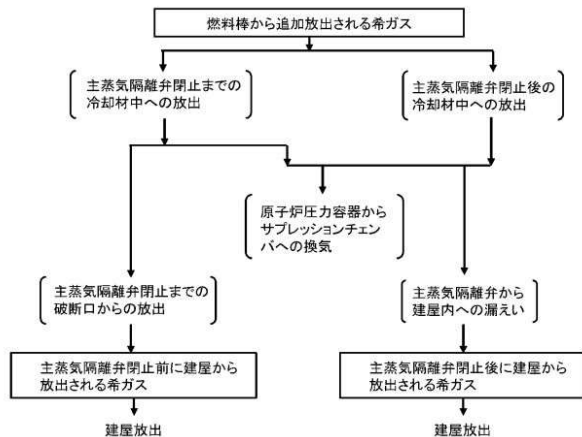 燃料棒から追加放出される希ガス
主蒸気隔離弁閉止までの
冷却材中への放出
主蒸気隔離弁閉止後の
冷却材中への放出
原子炉圧力容器から
サプレッションチェン
バへの換気
主蒸気隔離弁閉止までの
破断口からの放出
主蒸気隔離弁から
建屋内への漏えい
主蒸気隔離弁閉止前に建屋から
放出される希ガス
主蒸気隔離弁閉止後に建屋から
放出される希ガス
建屋放出
建屋放出